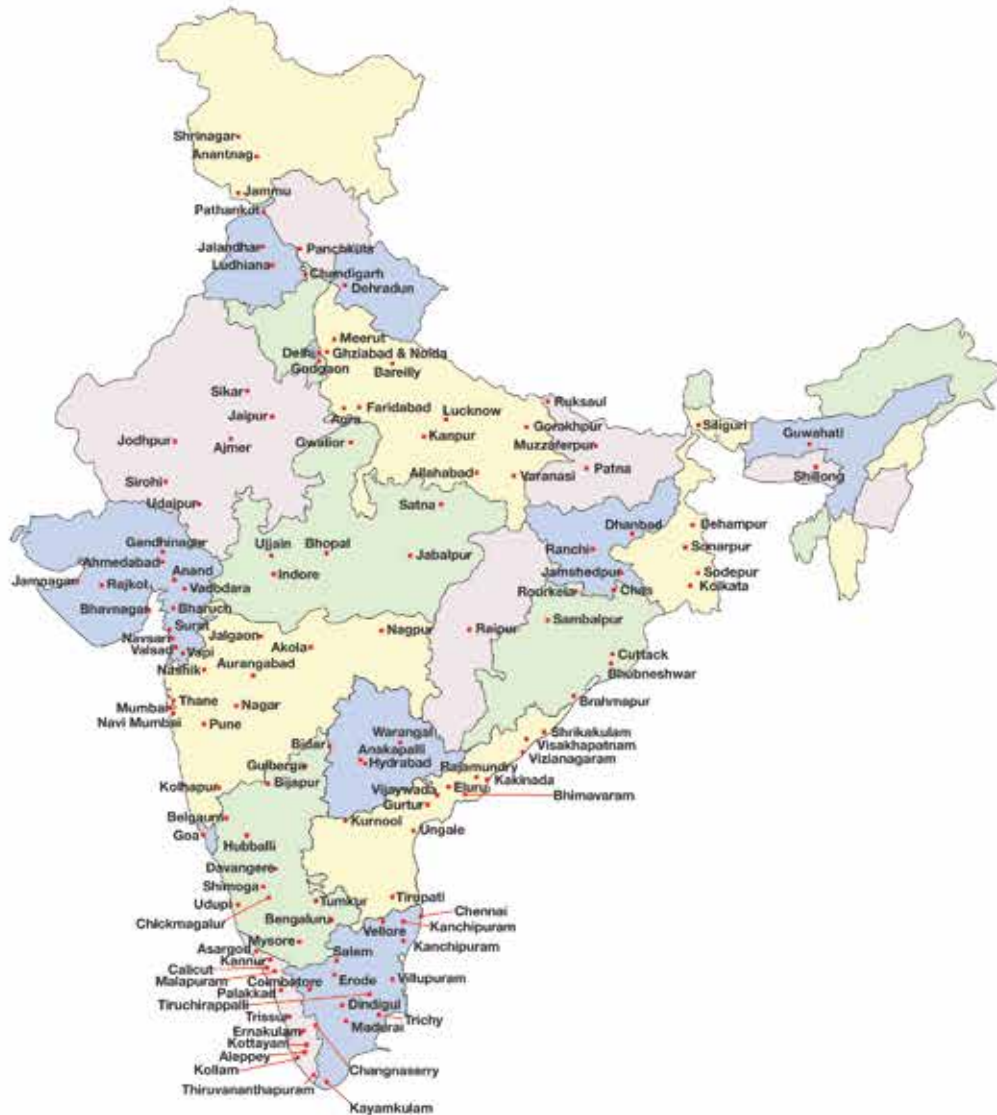 Shrinagar
Anantnag
Jammu
Pathankot
Jalandhar
Panchkula
Ludhiana
Chandigarh
Dehradun
Meerut
Delhi
Ghziabad & Noida
Godgaon
Bareilly
Sikar
Ruksaul
Jaipur
Agra
Faridabad
Lucknow
Gorakhpur
Siliguri
Jodhpur
Ajmer
Gwalior
Kanpur
Muzzaferpur
Guwahati
Sirohi
Allahabad
Varanasi
Patna
Shillong
Udaipur
Satna
Dhanbad
Behampur
Gandhinagar
Ujjain
Bhopal
Jabalpur
Ranchi
Sonarpur
Ahmedabad
Anand
Indore
Jamshedpur
Sodepur
Jamnagar
Rajkol
Vadodara
Rourkela
Chas
Kolkata
Bhavnagar
Bharuch
Sambalpur
Surat
Navsari
Jalgaon
Nagpur
Raipur
Valsad
Vapi
Akola
Cuttack
Nashik
Aurangabad
Bhubneshwar
Thane
Nagar
Brahmapur
Mumbai
Navi Mumbai
Pune
Warangal
Shrikakulam
Bidar
Anakapalli
Visakhapatnam
Gulberga
Hydrabad
Vizianagaram
Rajamundry
Kolhapur
Bijapur
Vijaywada
Eluru
Kakinada
Gurtur
Bhimavaram
Belgaum
Kurnool
Goa
Hubballi
Ungale
Davangere
Shimoga
Udupi
Tumkur
Tirupati
Chickmagalur
Bengaluru
Chennai
Vellore
Kanchipuram
Mysore
Kanchipuram
Asargod
Kannur
Salem
Calicut
Malapuram
Coimbatore
Erode
Villupuram
Palakkad
Tiruchirappalli
Dindigul
Trissur
Trichy
Ernakulam
Madurai
Kottayam
Aleppey
Kollam
Changnaserry
Thiruvananthapuram
Kayamkulam